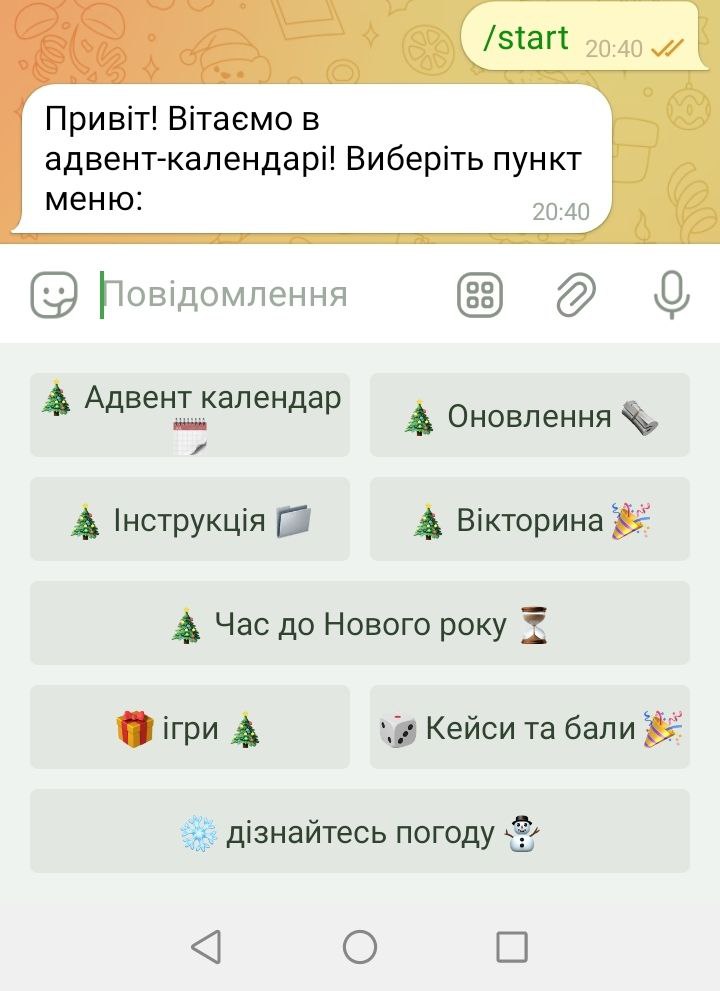 /start 20:40
Привіт! Вітаємо в
адвент-календарі! Виберіть пункт
меню:
20:40
Повідомлення
🎄 Адвент календар
📆
🎄 Оновлення 🗞
🎄 Інструкція 📁
🎄 Вікторина 🎉
🎄 Час до Нового року ⏳
🎁 ігри 🎄
🎲 Кейси та бали 🎉
❄️ дізнайтесь погоду ⛄